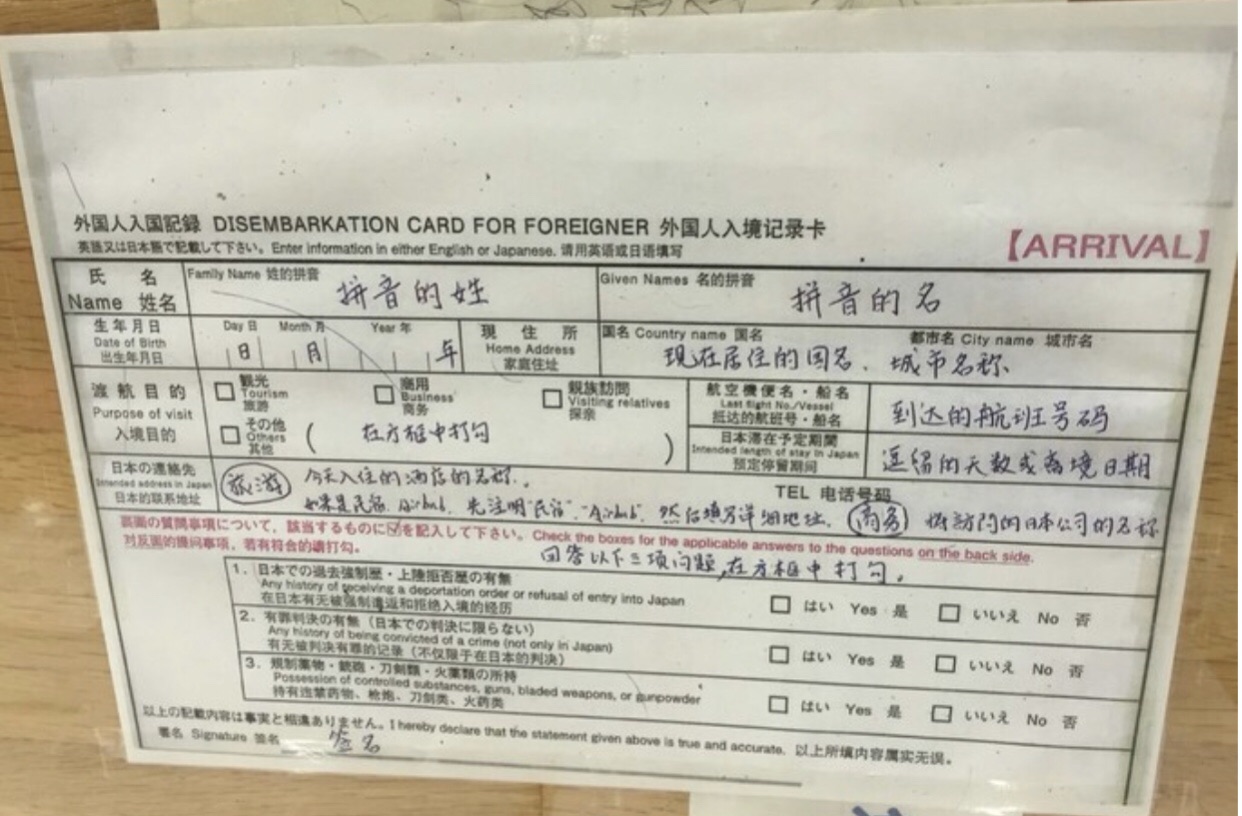 外国人入国記録 DISEMBARKATION CARD FOR FOREIGNER 外国人入境记录卡
英語又は日本語で記載して下さい。Enter information in either English or Japanese. 请用英语或日语填写
【ARRIVAL】
氏 名
Name 姓名
Family Name 姓的拼音
拼音的姓
Given Names 名的拼音
拼音的名
生年月日
Date of Birth
出生年月日
Day 日 Month 月 Year 年
日 月 年
現 住 所
Home Address
家庭住址
国名 Country name 国名
都市名 City name 城市名
现在居住的国名、城市名称
渡航目的
Purpose of visit
入境目的
観光
Tourism
旅游
商用
Business
商务
親族訪問
Visiting relatives
探亲
その他
Others
其他
( 在方框中打勾 )
航空機便名・船名
Last flight No./Vessel
抵达的航班号・船名
到达的航班号码
日本滞在予定期間
Intended length of stay in Japan
预定停留期间
逗留的天数或离境日期
日本の連絡先
Intended address in Japan
日本的联系地址
旅游 今天入住的酒店的名称.
TEL 电话号码
如果是民宿, Airbnb, 先注明"民宿", "Airbnb", 然后填写详细地址. 商务 拟访问的日本公司的名称
裏面の質問事項について、該当するものに☑を記入して下さい。Check the boxes for the applicable answers to the questions on the back side.
对反面的提问事项，若有符合的请打勾。
回答以下三项问题,在方框中打勾.
1. 日本での退去強制歴・上陸拒否歴の有無
Any history of receiving a deportation order or refusal of entry into Japan
在日本有无被强制遣返和拒绝入境的经历
はい Yes 是 いいえ No 否
2. 有罪判決の有無（日本での判決に限らない）
Any history of being convicted of a crime (not only in Japan)
有无被判决有罪的记录（不仅限于在日本的判决）
はい Yes 是 いいえ No 否
3. 規制薬物・銃砲・刀剣類・火薬類の所持
Possession of controlled substances, guns, bladed weapons, or gunpowder
持有违禁药物、枪炮、刀剑类、火药类
はい Yes 是 いいえ No 否
以上の記載内容は事実と相違ありません。I hereby declare that the statement given above is true and accurate. 以上所填内容属实无误。
署名 Signature 签名
签名